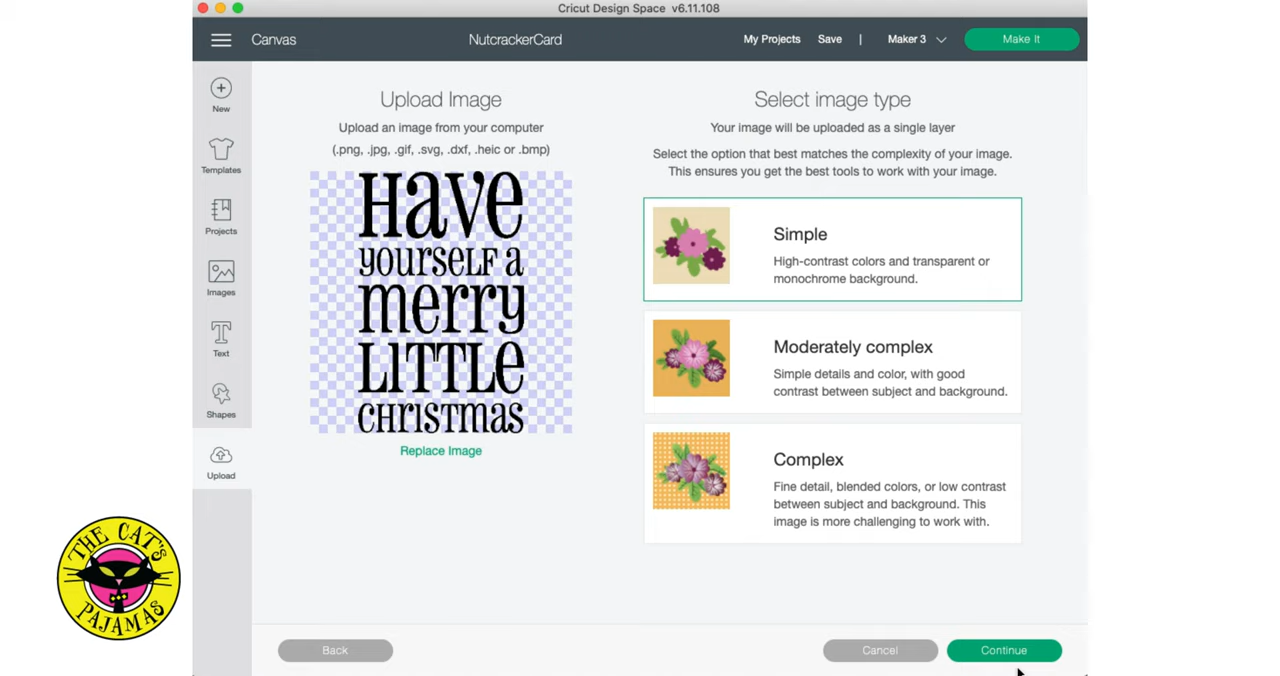 Cricut Design Space v6.11.108
Canvas
NutcrackerCard
My Projects
Save
|
Maker 3
Make It
New
Templates
Projects
Images
Text
Shapes
Upload
Upload Image
Upload an image from your computer
(.png, .jpg, .gif, .svg, .dxf, .heic or .bmp)
Have
yourself a
merry
LITTLE
christmas
Replace Image
Select image type
Your image will be uploaded as a single layer
Select the option that best matches the complexity of your image.
This ensures you get the best tools to work with your image.
Simple
High-contrast colors and transparent or
monochrome background.
Moderately complex
Simple details and color, with good
contrast between subject and background.
Complex
Fine detail, blended colors, or low contrast
between subject and background. This
image is more challenging to work with.
Back
Cancel
Continue
THE CAT'S
PAJAMAS